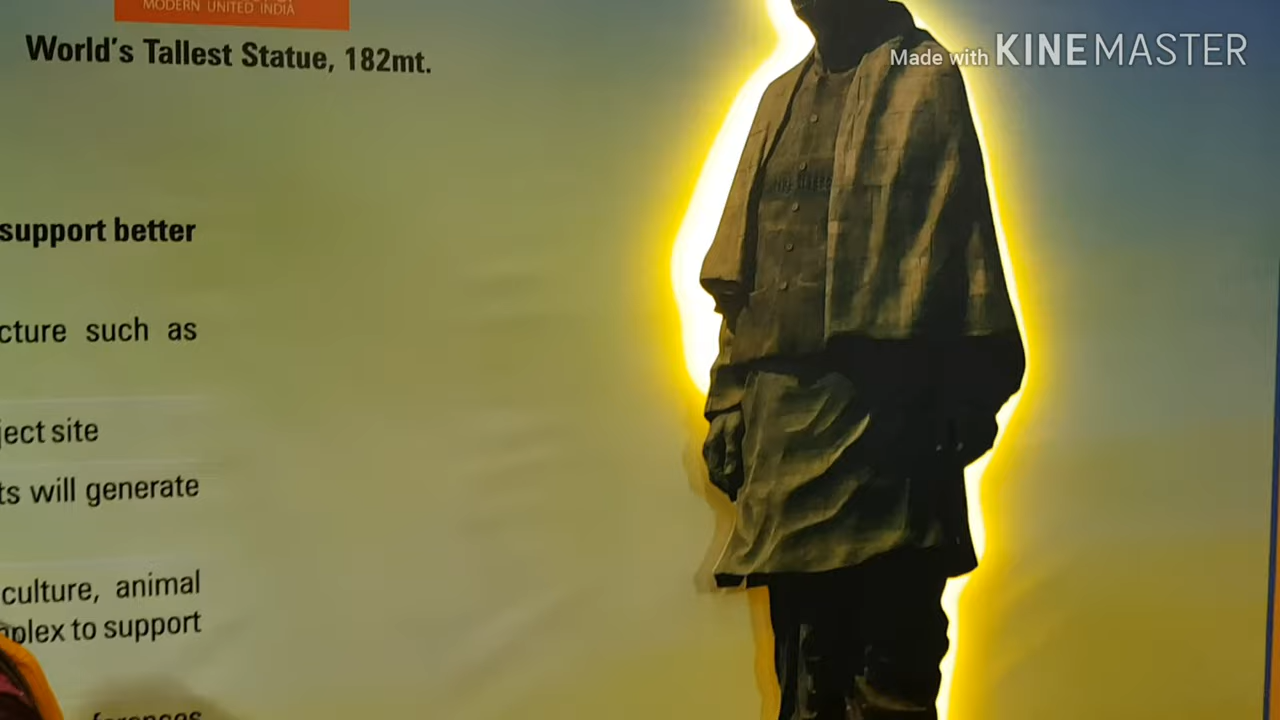 MODERN UNITED INDIA
World's Tallest Statue, 182mt.
Made with KINEMASTER
support better
cture such as
ject site
ts will generate
culture, animal
plex to support